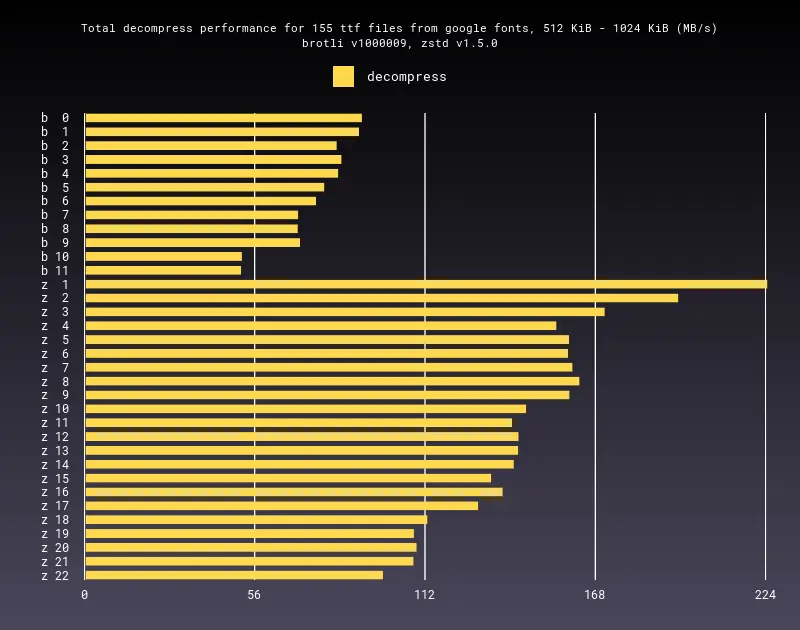 Total decompress performance for 155 ttf files from google fonts, 512 KiB - 1024 KiB (MB/s)
brotli v1000009, zstd v1.5.0
decompress
b 0
b 1
b 2
b 3
b 4
b 5
b 6
b 7
b 8
b 9
b 10
b 11
z 1
z 2
z 3
z 4
z 5
z 6
z 7
z 8
z 9
z 10
z 11
z 12
z 13
z 14
z 15
z 16
z 17
z 18
z 19
z 20
z 21
z 22
0 56 112 168 224